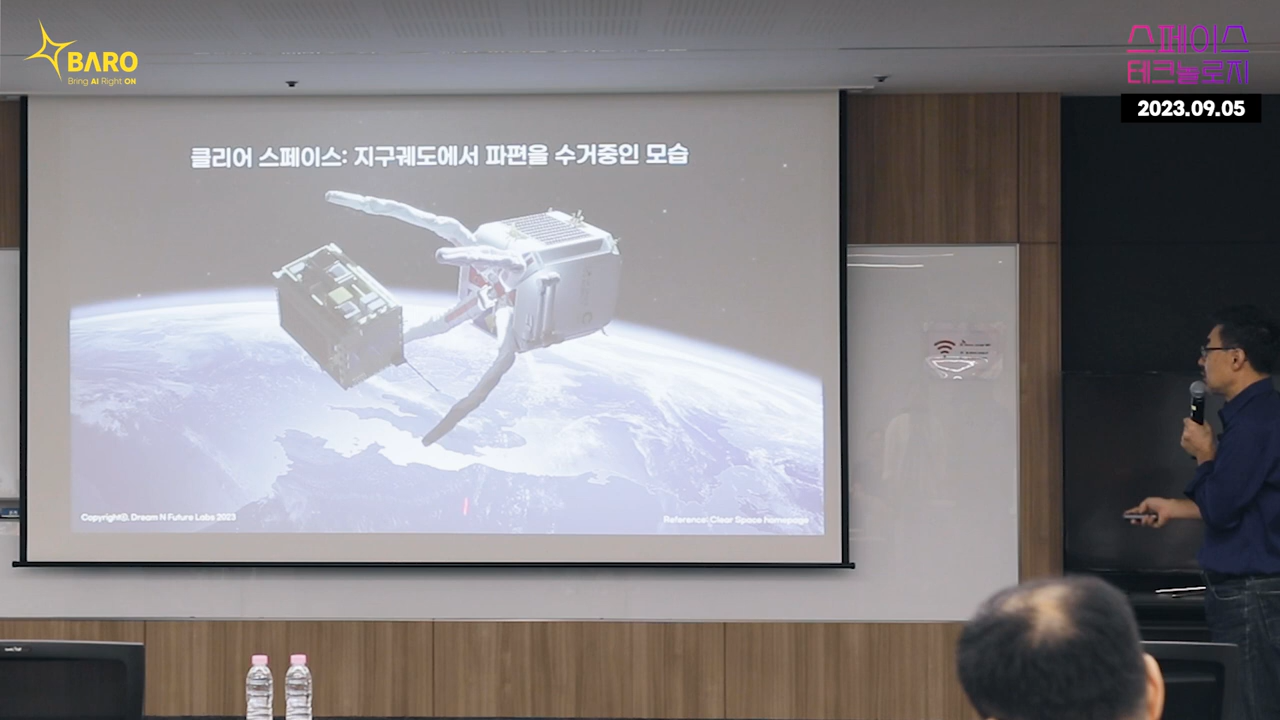 BARO
Bring AI Right ON
스페이스
테크놀로지
2023.09.05
클리어 스페이스: 지구궤도에서 파편을 수거중인 모습
Copyrightⓒ. Dream N Future Labs 2023
Reference: Clear Space homepage